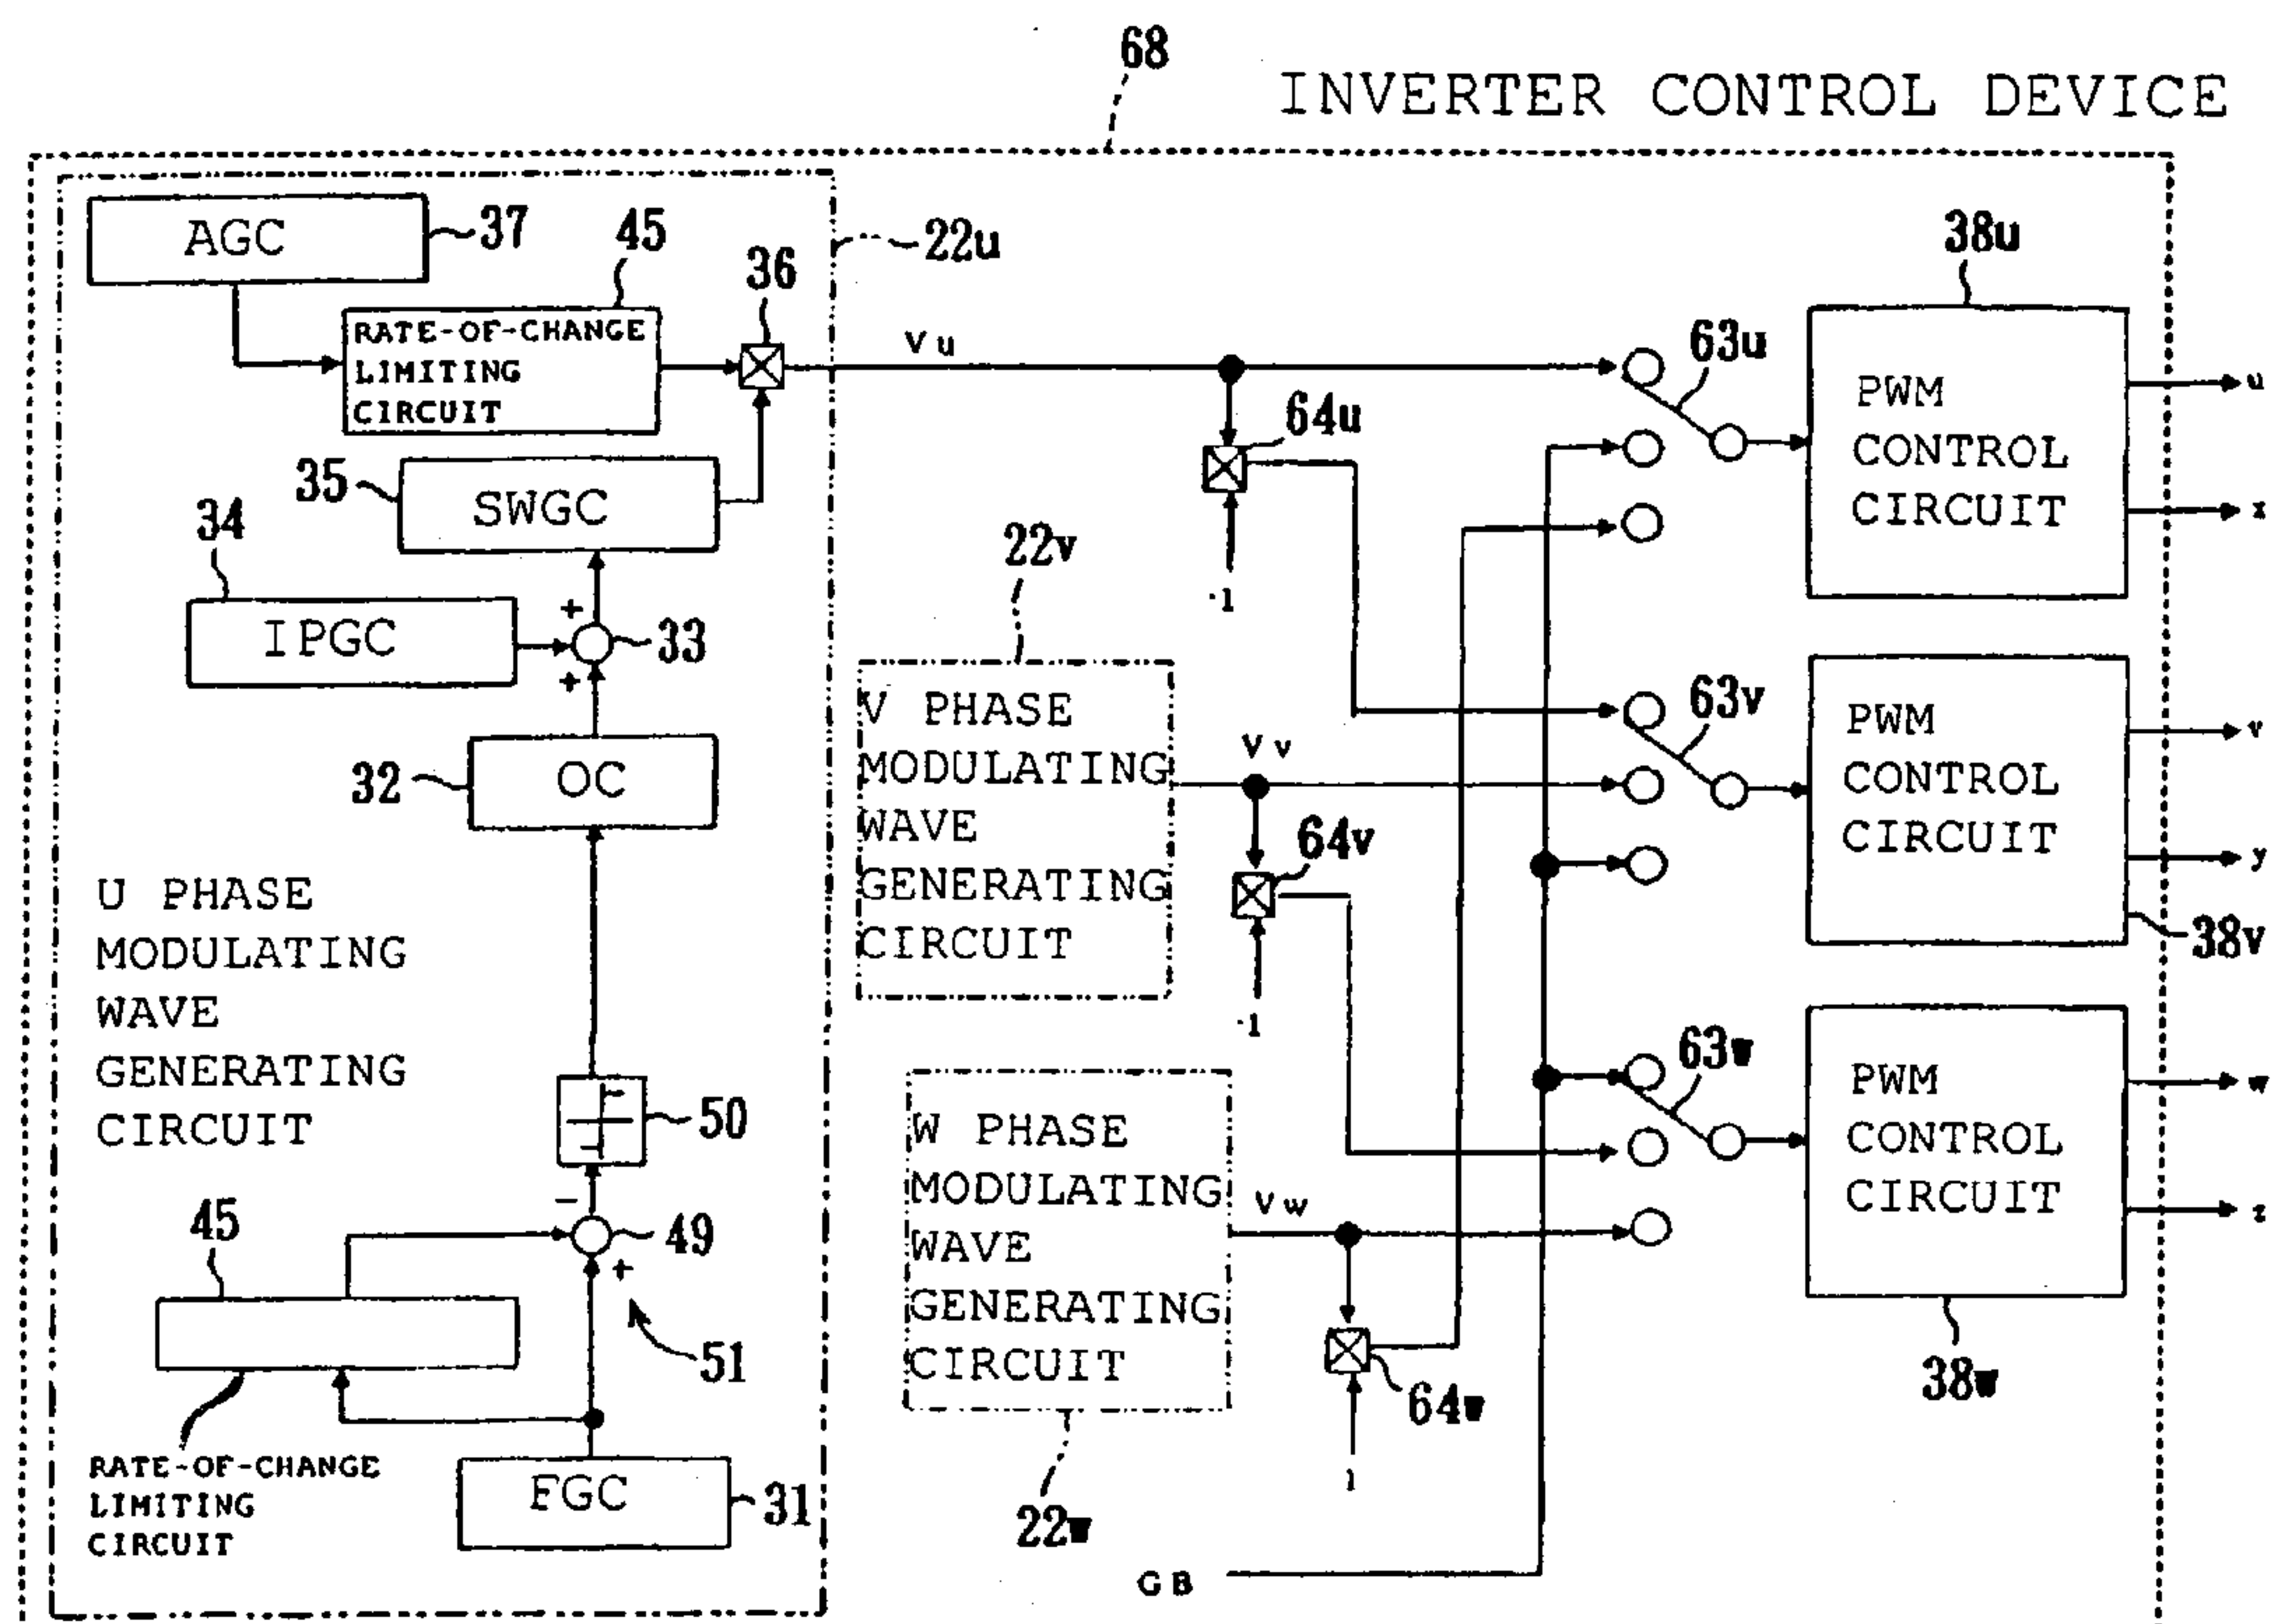 68
INVERTER CONTROL DEVICE
AGC
37
45
36
22u
RATE-OF-CHANGE
LIMITING
CIRCUIT
Vu
63u
38u
PWM
CONTROL
CIRCUIT
u
x
35
SWGC
64u
-1
34
IPGC
+
+
33
32
OC
22v
V PHASE
MODULATING
WAVE
GENERATING
CIRCUIT
Vv
64v
-1
63v
PWM
CONTROL
CIRCUIT
v
y
38v
U PHASE
MODULATING
WAVE
GENERATING
CIRCUIT
50
-
49
+
45
51
RATE-OF-CHANGE
LIMITING
CIRCUIT
FGC
31
W PHASE
MODULATING
WAVE
GENERATING
CIRCUIT
22w
Vw
64w
1
63w
PWM
CONTROL
CIRCUIT
w
z
38w
GB